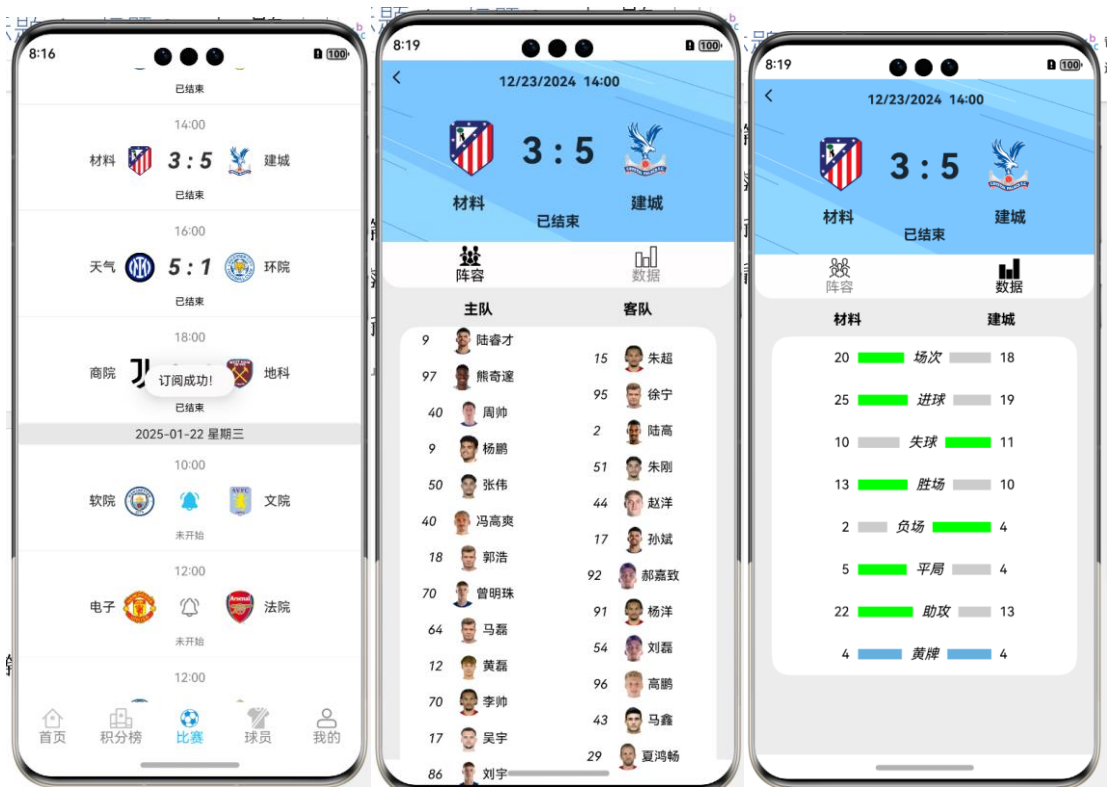 8:16
100
已结束
14:00
材料 3 : 5 建城
已结束
16:00
天气 5 : 1 环院
已结束
18:00
商院 地科
订阅成功!
已结束
2025-01-22 星期三
10:00
软院 文院
未开始
12:00
电子 法院
未开始
12:00
首页 积分榜 比赛 球员 我的
8:19
100
12/23/2024 14:00
3 : 5
材料 建城
已结束
阵容 数据
主队 客队
9 陆睿才
15 朱超
97 熊奇邃
95 徐宁
40 周帅
2 陆高
9 杨鹏
51 朱刚
50 张伟
44 赵洋
40 冯高爽
17 孙斌
18 郭浩
92 郝嘉致
70 曾明珠
91 杨洋
64 马磊
54 刘磊
12 黄磊
96 高鹏
70 李帅
43 马鑫
17 吴宇
29 夏鸿畅
86 刘宇
8:19
100
12/23/2024 14:00
3 : 5
材料 建城
已结束
阵容 数据
材料 建城
20 场次 18
25 进球 19
10 失球 11
13 胜场 10
2 负场 4
5 平局 4
22 助攻 13
4 黄牌 4